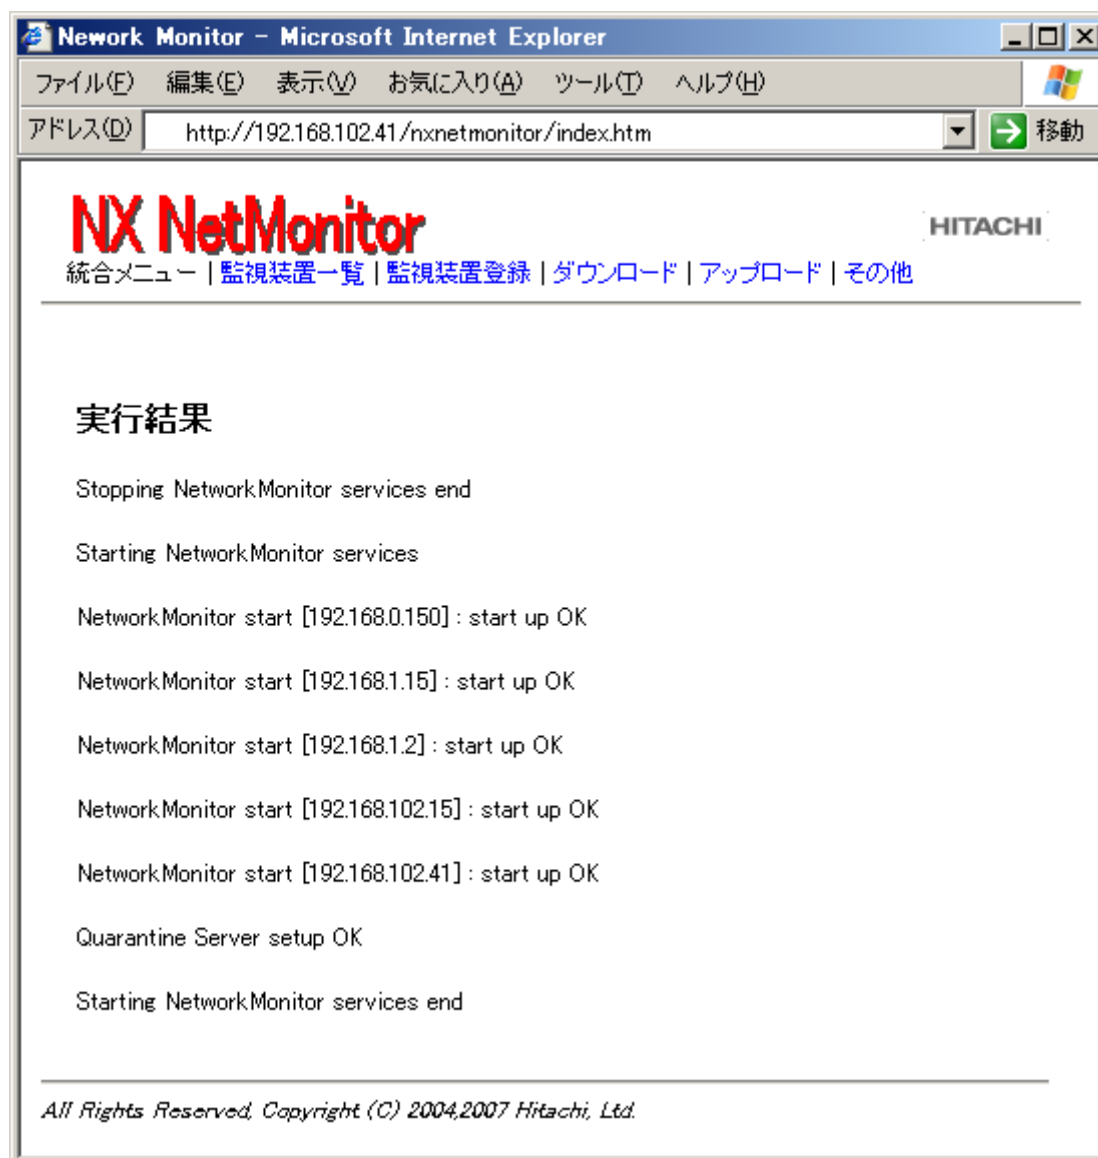 Nework Monitor - Microsoft Internet Explorer
ファイル(F) 編集(E) 表示(V) お気に入り(A) ツール(T) ヘルプ(H)
アドレス(D) http://192.168.102.41/nxnetmonitor/index.htm 移動
NX NetMonitor
HITACHI
統合メニュー | 監視装置一覧 | 監視装置登録 | ダウンロード | アップロード | その他
実行結果
Stopping NetworkMonitor services end
Starting NetworkMonitor services
NetworkMonitor start [192.168.0.150] : start up OK
NetworkMonitor start [192.168.1.15] : start up OK
NetworkMonitor start [192.168.1.2] : start up OK
NetworkMonitor start [192.168.102.15] : start up OK
NetworkMonitor start [192.168.102.41] : start up OK
Quarantine Server setup OK
Starting NetworkMonitor services end
All Rights Reserved, Copyright (C) 2004,2007 Hitachi, Ltd.